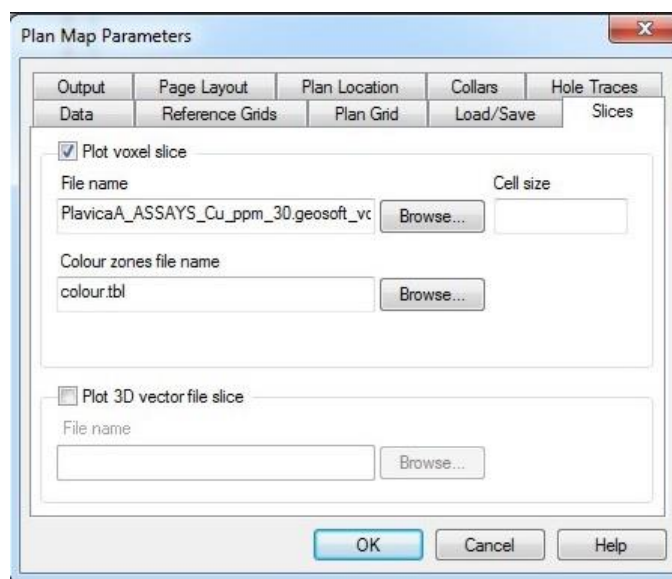 Plan Map Parameters
Output Page Layout Plan Location Collars Hole Traces
Data Reference Grids Plan Grid Load/Save Slices
Plot voxel slice
File name Cell size
PlavicaA_ASSAYS_Cu_ppm_30.geosoft_vo
Browse...
Colour zones file name
colour.tbl Browse...
Plot 3D vector file slice
File name
Browse...
OK Cancel Help